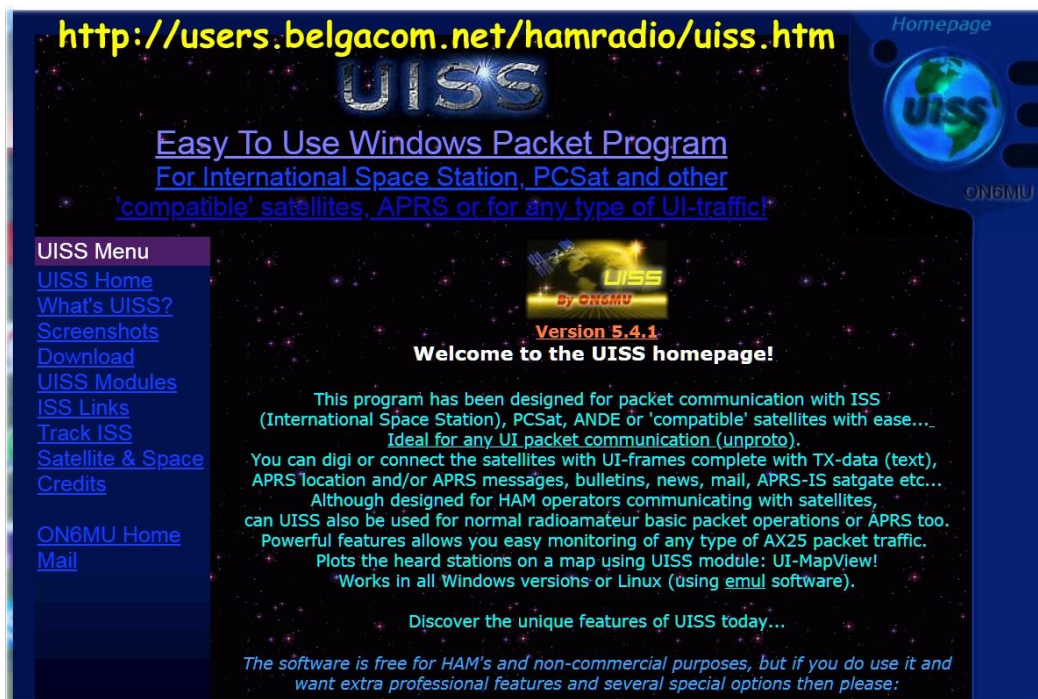 http://users.belgacom.net/hamradio/uiss.htm
Homepage
UISS
UISS
ON6MU
Easy To Use Windows Packet Program
For International Space Station, PCSat and other
'compatible' satellites, APRS or for any type of UI-traffic!
UISS Menu
UISS Home
What's UISS?
Screenshots
Download
UISS Modules
ISS Links
Track ISS
Satellite & Space
Credits
ON6MU Home
Mail
UISS
By ON6MU
Version 5.4.1
Welcome to the UISS homepage!
This program has been designed for packet communication with ISS
(International Space Station), PCSat, ANDE or 'compatible' satellites with ease...
Ideal for any UI packet communication (unproto).
You can digi or connect the satellites with UI-frames complete with TX-data (text),
APRS location and/or APRS messages, bulletins, news, mail, APRS-IS satgate etc...
Although designed for HAM operators communicating with satellites,
can UISS also be used for normal radioamateur basic packet operations or APRS too.
Powerful features allows you easy monitoring of any type of AX25 packet traffic.
Plots the heard stations on a map using UISS module: UI-MapView!
Works in all Windows versions or Linux (using emul software).
Discover the unique features of UISS today...
The software is free for HAM's and non-commercial purposes, but if you do use it and
want extra professional features and several special options then please: